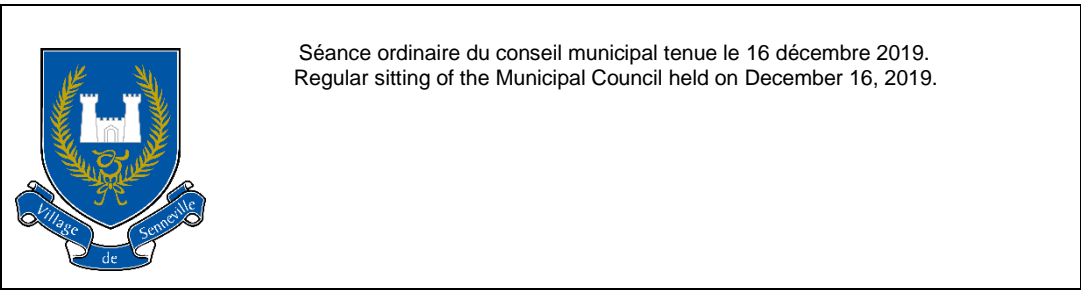 Séance ordinaire du conseil municipal tenue le 16 décembre 2019.
Regular sitting of the Municipal Council held on December 16, 2019.
Village
de
Senneville